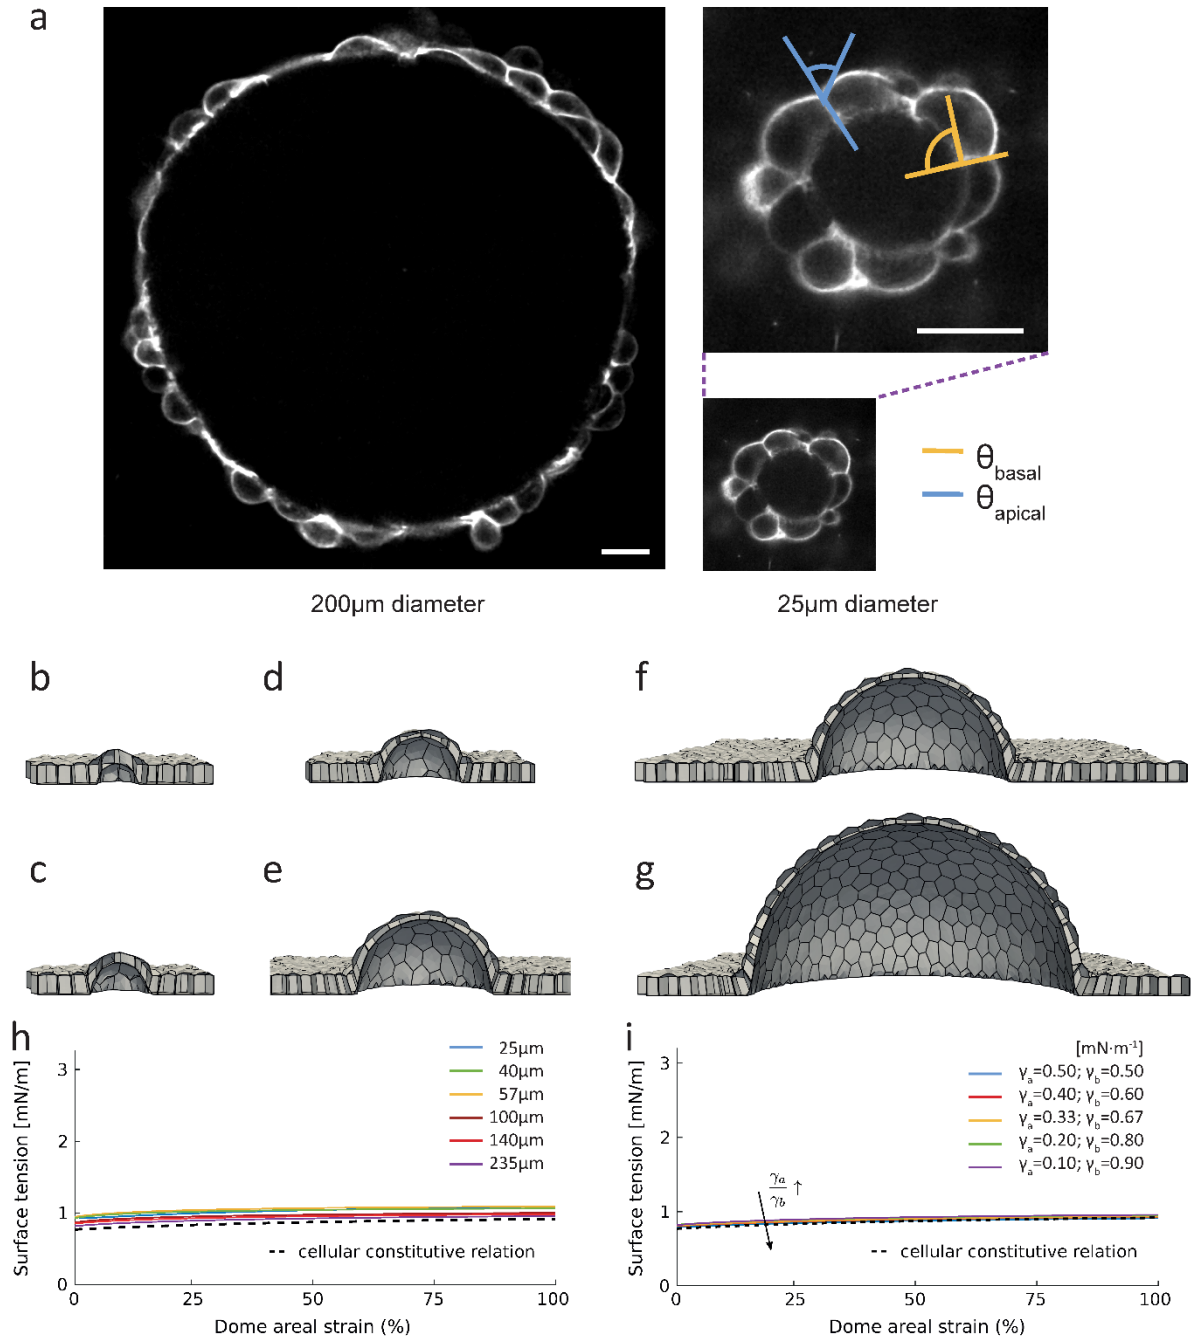 a
θbasal
θapical
200µm diameter
25µm diameter
b
d
f
c
e
g
h
Surface tension [mN/m]
3
2
1
0
25µm
40µm
57µm
100µm
140µm
235µm
cellular constitutive relation
0
25
50
75
100
Dome areal strain (%)
i
Surface tension [mN/m]
3
2
1
0
[mN·m⁻¹]
γa=0.50; γb=0.50
γa=0.40; γb=0.60
γa=0.33; γb=0.67
γa=0.20; γb=0.80
γa=0.10; γb=0.90
γa/γb ↑
cellular constitutive relation
0
25
50
75
100
Dome areal strain (%)